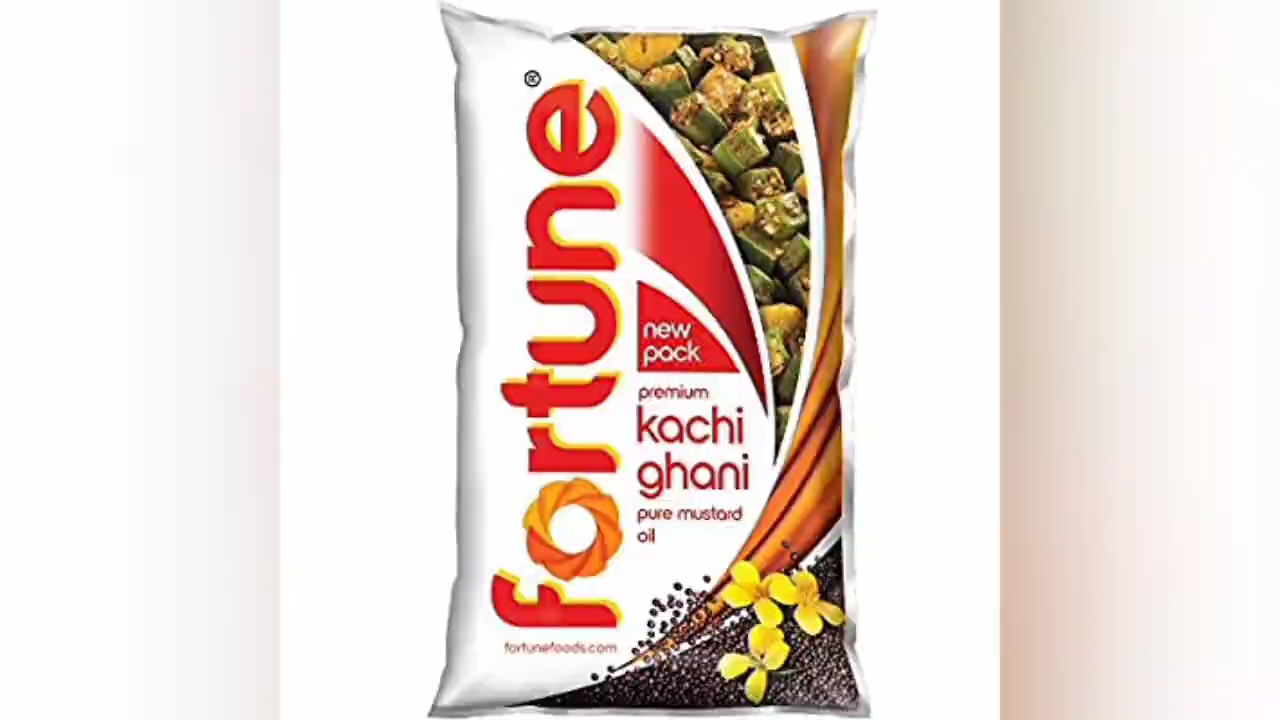 fortune®
new
pack
premium
kachi
ghani
pure mustard
oil
fortunefoods.com